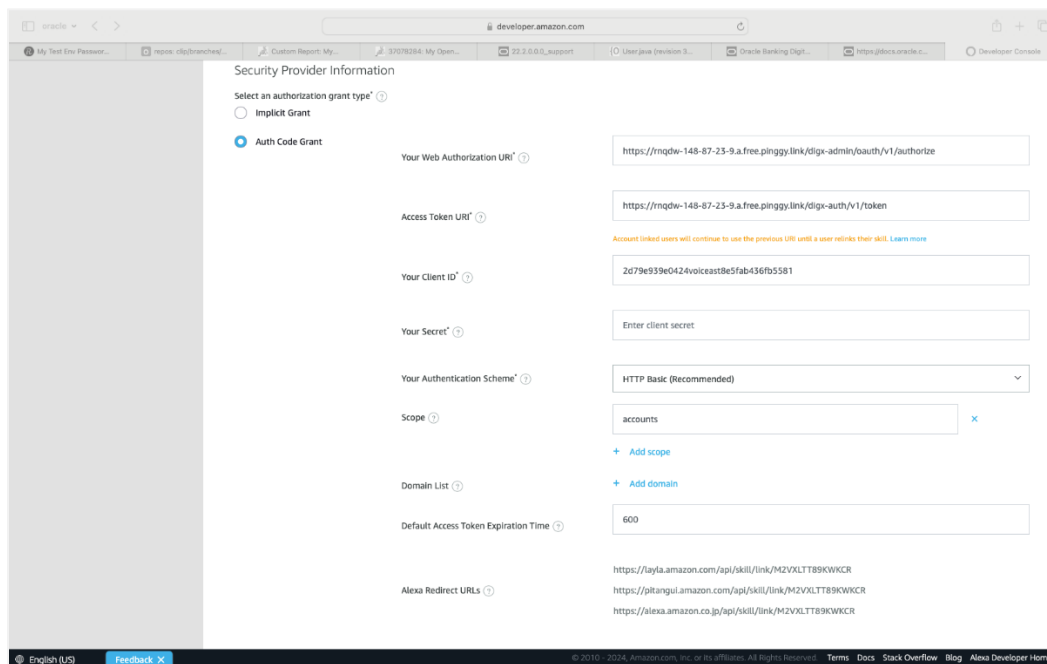 oracle
developer.amazon.com
My Test Env Passwor...
repos: clip/branches/...
Custom Report: My...
37078284: My Open...
22.2.0.0.0_support
User.java (revision 5...
Oracle Banking Digit...
https://docs.oracle.c...
Developer Console
Security Provider Information
Select an authorization grant type* ?
Implicit Grant
Auth Code Grant
Your Web Authorization URI* ? https://rnqdw-148-87-23-9.a.free.pinggy.link/digx-admin/oauth/v1/authorize
Access Token URI* ? https://rnqdw-148-87-23-9.a.free.pinggy.link/digx-auth/v1/token
Account linked users will continue to use the previous URI until a user relinks their skill. Learn more
Your Client ID* ? 2d79e939e0424voiceast8e5fab436fb5581
Your Secret* ? Enter client secret
Your Authentication Scheme* ? HTTP Basic (Recommended)
Scope ? accounts
+ Add scope
Domain List ? + Add domain
Default Access Token Expiration Time ? 600
https://layla.amazon.com/api/skill/link/M2VXLTT89KWKCR
Alexa Redirect URLs ? https://pitangui.amazon.com/api/skill/link/M2VXLTT89KWKCR
https://alexa.amazon.co.jp/api/skill/link/M2VXLTT89KWKCR
English (US) Feedback X © 2010 - 2024, Amazon.com, Inc. or its affiliates. All Rights Reserved. Terms Docs Stack Overflow Blog Alexa Developer Hom